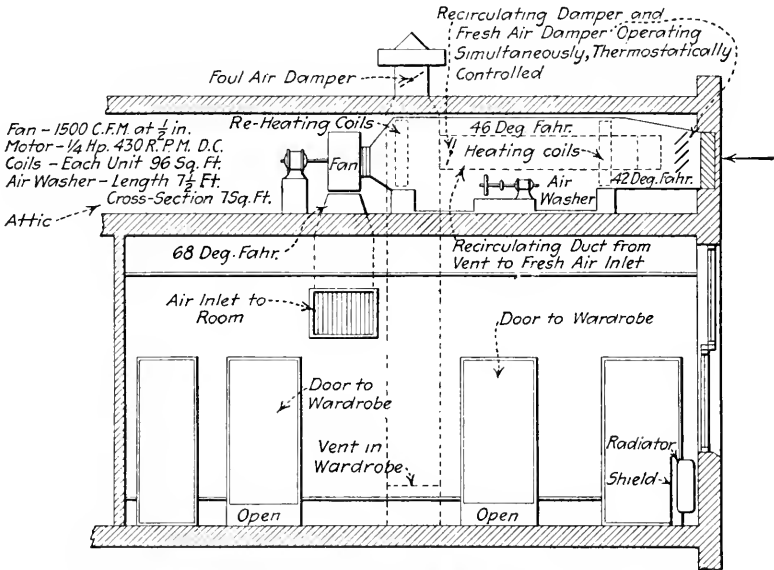 Recirculating Damper and
Fresh Air Damper Operating
Simultaneously, Thermostatically
Controlled
Foul Air Damper
Fan - 1500 C.F.M. at 1/2 in.
Motor - 1/4 Hp. 430 R.P.M. D.C.
Coils - Each Unit 96 Sq. Ft.
Air Washer - Length 7 1/2 Ft.
Cross-Section 7 Sq. Ft.
Attic
Re-Heating Coils
46 Deg Fahr.
Heating coils
Fan
42 Deg. Fahr.
Air
Washer
68 Deg. Fahr.
Recirculating Duct from
Vent to Fresh Air Inlet
Air Inlet to
Room
Door to Wardrobe
Door to
Wardrobe
Vent in
Wardrobe
Radiator
Shield
Open
Open